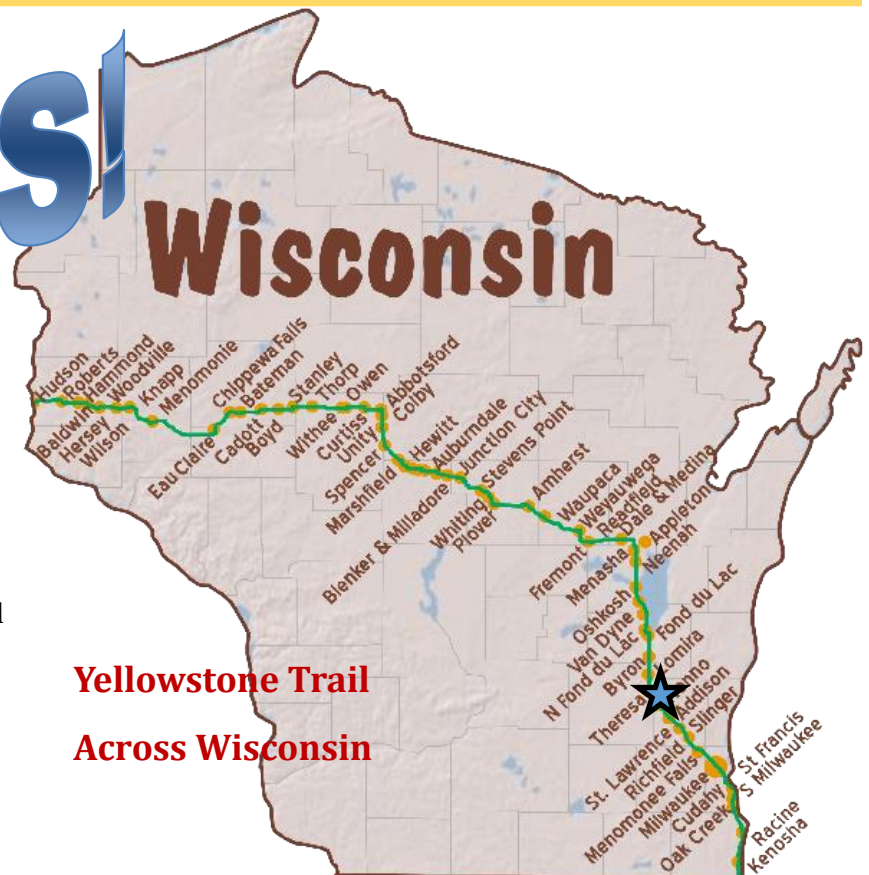 S!
Wisconsin
Hudson
Roberts
Hammond
Woodville
Knapp
Menomonie
Chippewa Falls
Bateman
Stanley
Thorp
Owen
Abbotsford
Colby
Baldwin
Hersey
Wilson
Eau Claire
Cadott
Boyd
Withee
Curtiss
Unity
Spencer
Marshfield
Hewitt
Auburndale
Junction City
Stevens Point
Blenker & Milladore
Whiting
Plover
Amherst
Waupaca
Weyauwega
Readfield
Dale & Medina
Appleton
Neenah
Fremont
Menasha
Oshkosh
Van Dyne
N Fond du Lac
Fond du Lac
Byron
Lomira
Theresa
Addison
Slinger
St. Lawrence
Richfield
Menomonee Falls
Milwaukee
Cudahy
Oak Creek
St Francis
S Milwaukee
Racine
Kenosha
Yellowstone Trail
Across Wisconsin